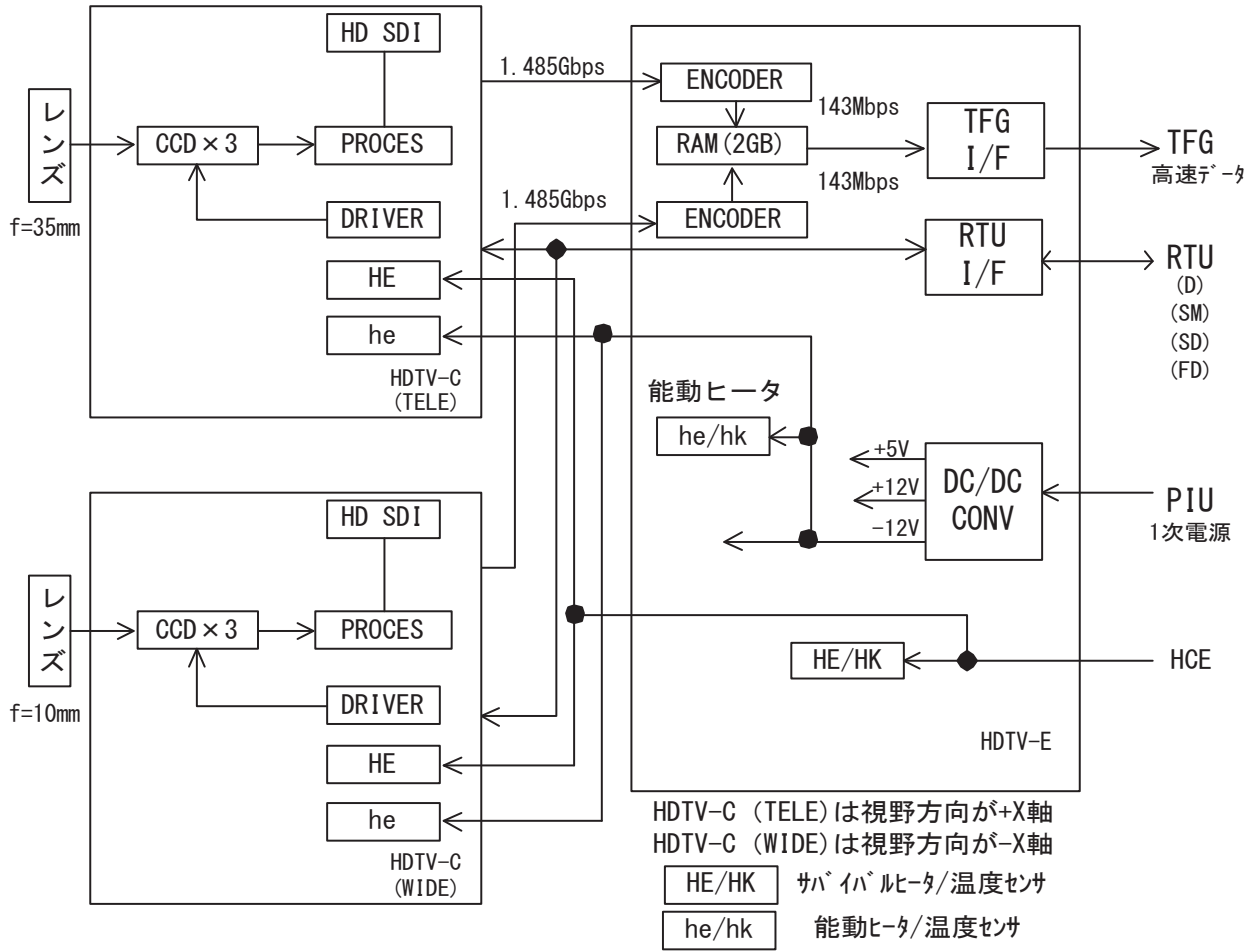 HD SDI
レンズ
f=35mm
CCD×3
PROCES
DRIVER
HE
he
HDTV-C
(TELE)
1.485Gbps
1.485Gbps
ENCODER
RAM(2GB)
ENCODER
143Mbps
143Mbps
TFG
I/F
TFG
高速ﾃﾞｰﾀ
RTU
I/F
RTU
(D)
(SM)
(SD)
(FD)
能動ヒータ
he/hk
+5V
+12V
-12V
DC/DC
CONV
PIU
1次電源
HE/HK
HCE
HDTV-E
HD SDI
レンズ
f=10mm
CCD×3
PROCES
DRIVER
HE
he
HDTV-C
(WIDE)
HDTV-C (TELE)は視野方向が+X軸
HDTV-C (WIDE)は視野方向が-X軸
HE/HK ｻﾊﾞｲﾊﾞﾙﾋｰﾀ/温度ｾﾝｻ
he/hk 能動ﾋｰﾀ/温度ｾﾝｻ